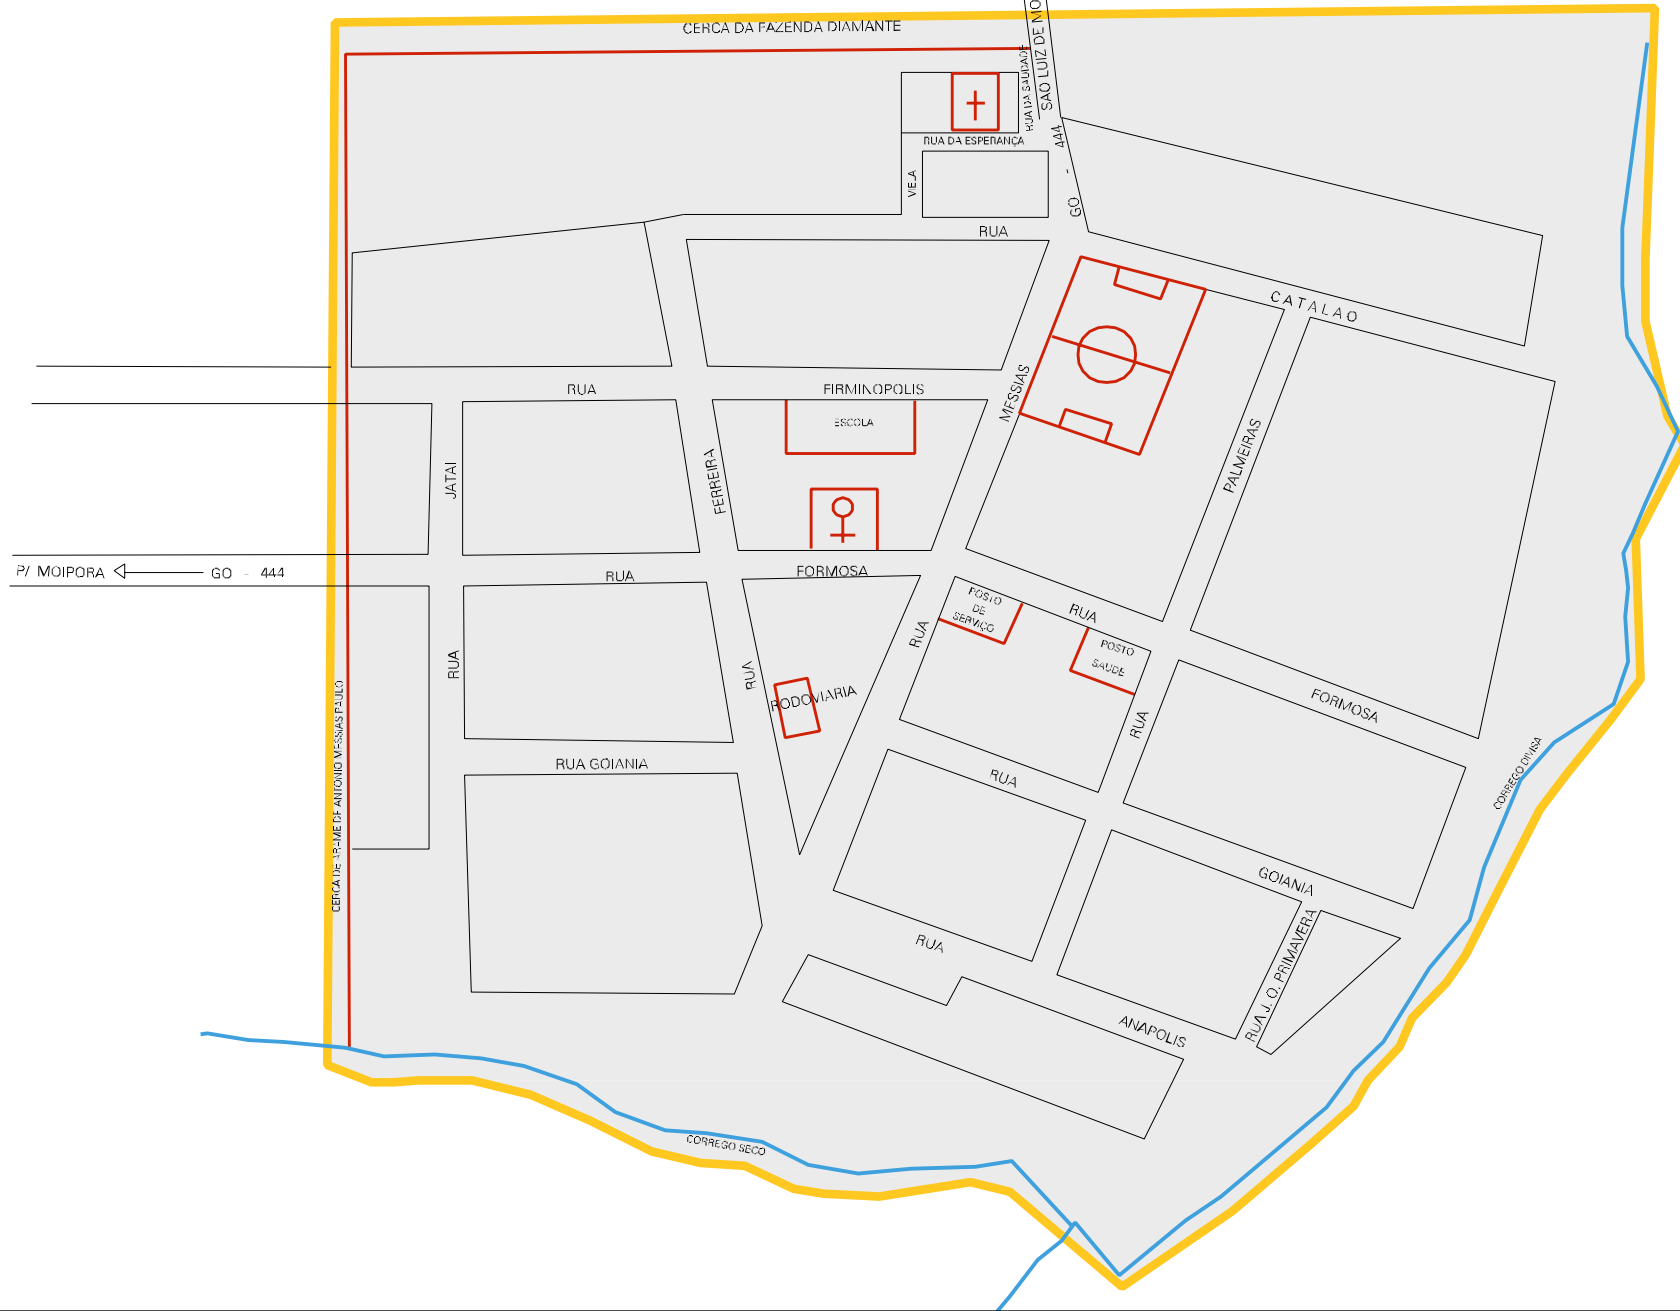 CERCA DA FAZENDA DIAMANTE
SAO LUIZ DE MO
RUA DA SAUDADE
RUA DA ESPERANÇA
VIELA
GO - 444
RUA
CATALAO
RUA
FIRMINOPOLIS
ESCOLA
MESSIAS
PALMEIRAS
JATAI
FERREIRA
P/ MOIPORA
GO - 444
RUA
FORMOSA
POSTO
DE
SERVIÇO
RUA
POSTO
SAUDE
RUA
RUA
RUA
RODOVIARIA
RUA
FORMOSA
RUA GOIANIA
RUA
CORREGO DIVISA
CERCA DE ARAME DE ANTONIO MESSIAS PAULO
GOIANIA
RUA J. Q. PRIMAVERA
RUA
ANAPOLIS
CORREGO SECO